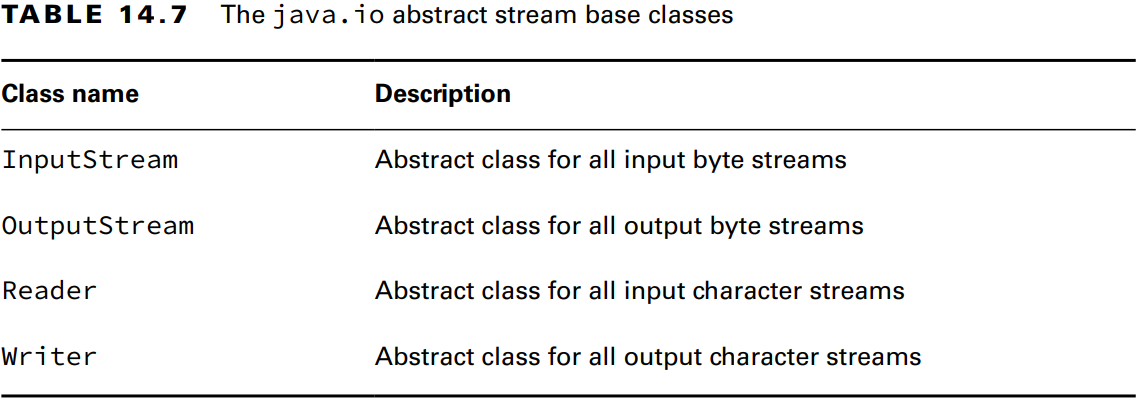 TABLE 14.7 The java.io abstract stream base classes
Class name Description
InputStream Abstract class for all input byte streams
OutputStream Abstract class for all output byte streams
Reader Abstract class for all input character streams
Writer Abstract class for all output character streams